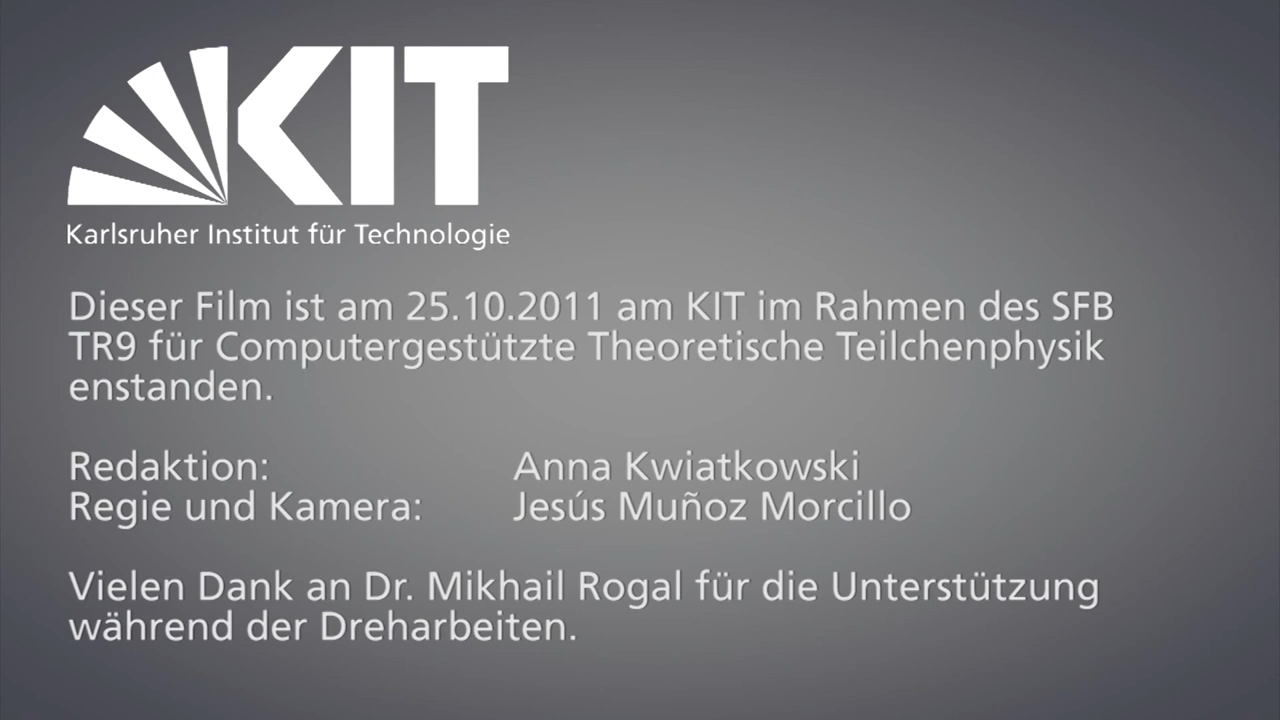 KIT
Karlsruher Institut für Technologie
Dieser Film ist am 25.10.2011 am KIT im Rahmen des SFB
TR9 für Computergestützte Theoretische Teilchenphysik
enstanden.
Redaktion: Anna Kwiatkowski
Regie und Kamera: Jesús Muñoz Morcillo
Vielen Dank an Dr. Mikhail Rogal für die Unterstützung
während der Dreharbeiten.